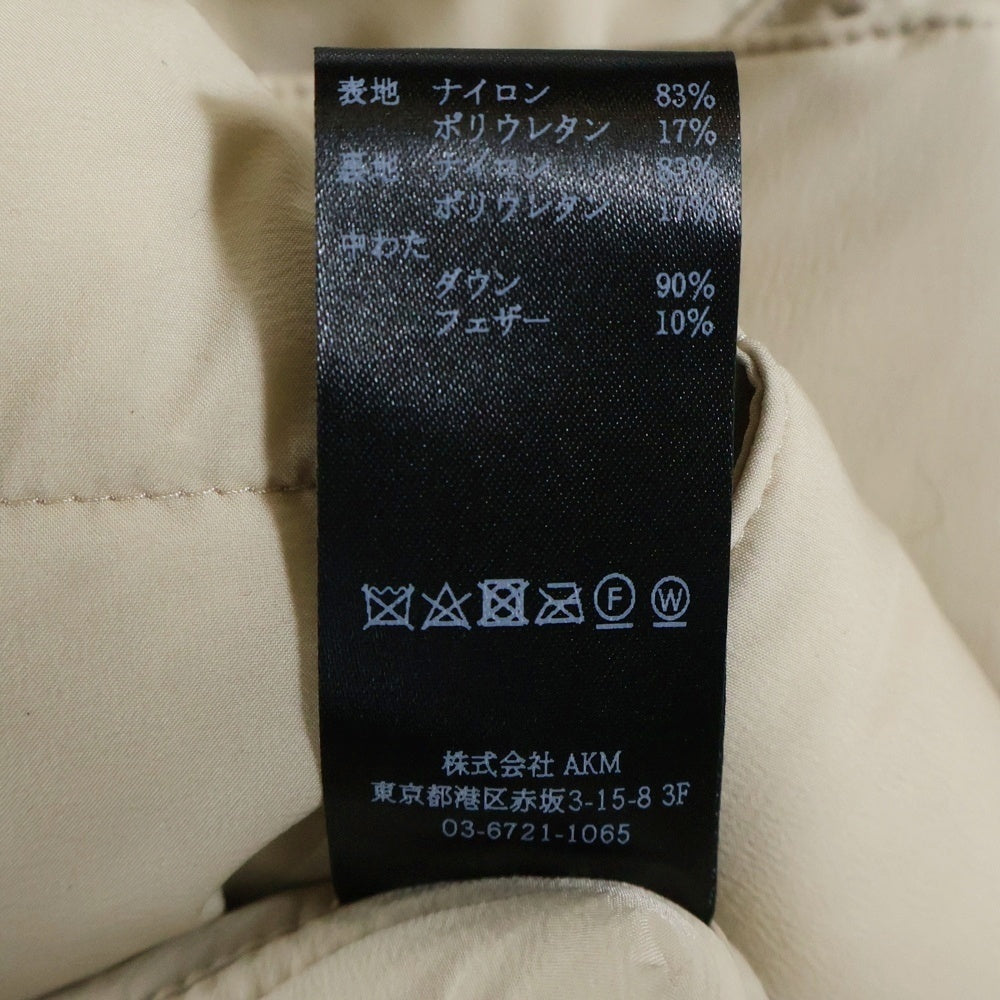 表地 ナイロン 83%
ポリウレタン 17%
裏地 ナイロン 83%
ポリウレタン 17%
中わた
ダウン 90%
フェザー 10%
F W
株式会社 AKM
東京都港区赤坂3-15-8 3F
03-6721-1065